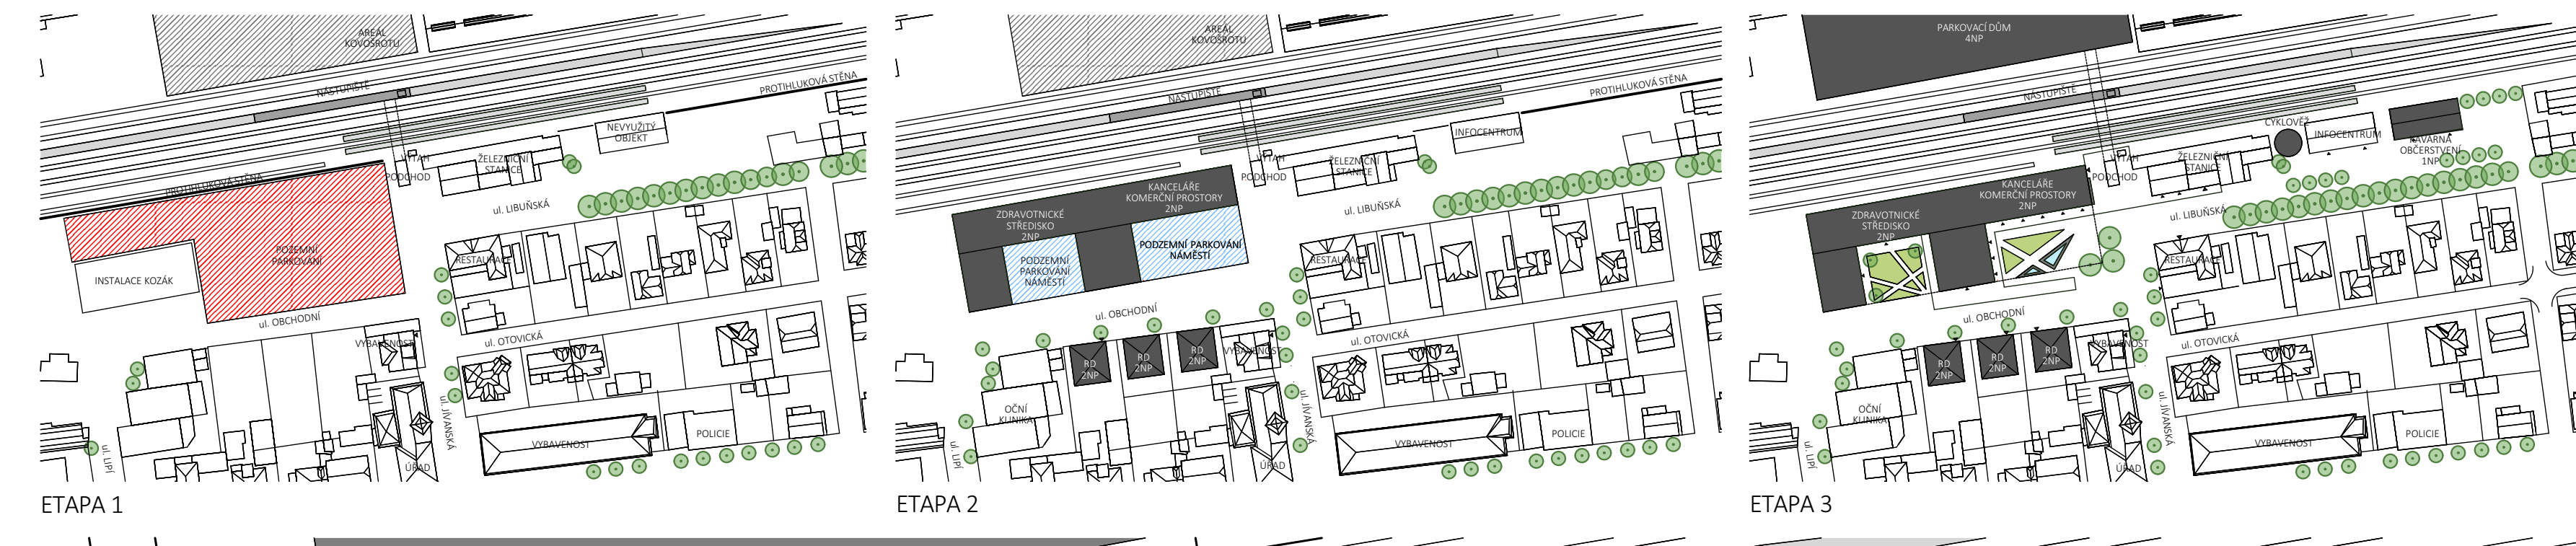 AREÁL
KOVOŠROTU
NÁSTUPIŠTĚ
PROTIHLUKOVÁ STĚNA
NEVYUŽITÝ
OBJEKT
VÝTAH
PODCHOD
ŽELEZNIČNÍ
STANICE
PROTIHLUKOVÁ STĚNA
ul. LIBUŇSKÁ
POZEMNÍ
PARKOVÁNÍ
INSTALACE KOZÁK
RESTAURACE
ul. OBCHODNÍ
VYBAVENOST
ul. OTOVICKÁ
ul. JÍVANSKÁ
ul. LIPÍ
VYBAVENOST
POLICIE
ÚŘAD
ETAPA 1
AREÁL
KOVOŠROTU
NÁSTUPIŠTĚ
PROTIHLUKOVÁ STĚNA
INFOCENTRUM
VÝTAH
PODCHOD
ŽELEZNIČNÍ
STANICE
KANCELÁŘE
KOMERČNÍ PROSTORY
2NP
ul. LIBUŇSKÁ
ZDRAVOTNICKÉ
STŘEDISKO
2NP
PODZEMNÍ PARKOVÁNÍ
NÁMĚSTÍ
PODZEMNÍ
PARKOVÁNÍ
NÁMĚSTÍ
RESTAURACE
ul. OBCHODNÍ
ul. OTOVICKÁ
RD
2NP
RD
2NP
RD
2NP
VYBAVENOST
OČNÍ
KLINIKA
ul. JÍVANSKÁ
ul. LIPÍ
VYBAVENOST
POLICIE
ÚŘAD
ETAPA 2
PARKOVACÍ DŮM
4NP
NÁSTUPIŠTĚ
CYKLOVĚŽ
INFOCENTRUM
KAVÁRNA
OBČERSTVENÍ
1NP
VÝTAH
PODCHOD
ŽELEZNIČNÍ
STANICE
KANCELÁŘE
KOMERČNÍ PROSTORY
2NP
ul. LIBUŇSKÁ
ZDRAVOTNICKÉ
STŘEDISKO
2NP
RESTAURACE
ul. OBCHODNÍ
ul. OTOVICKÁ
RD
2NP
RD
2NP
RD
2NP
VYBAVENOST
OČNÍ
KLINIKA
ul. JÍVANSKÁ
ul. LIPÍ
VYBAVENOST
POLICIE
ÚŘAD
ETAPA 3